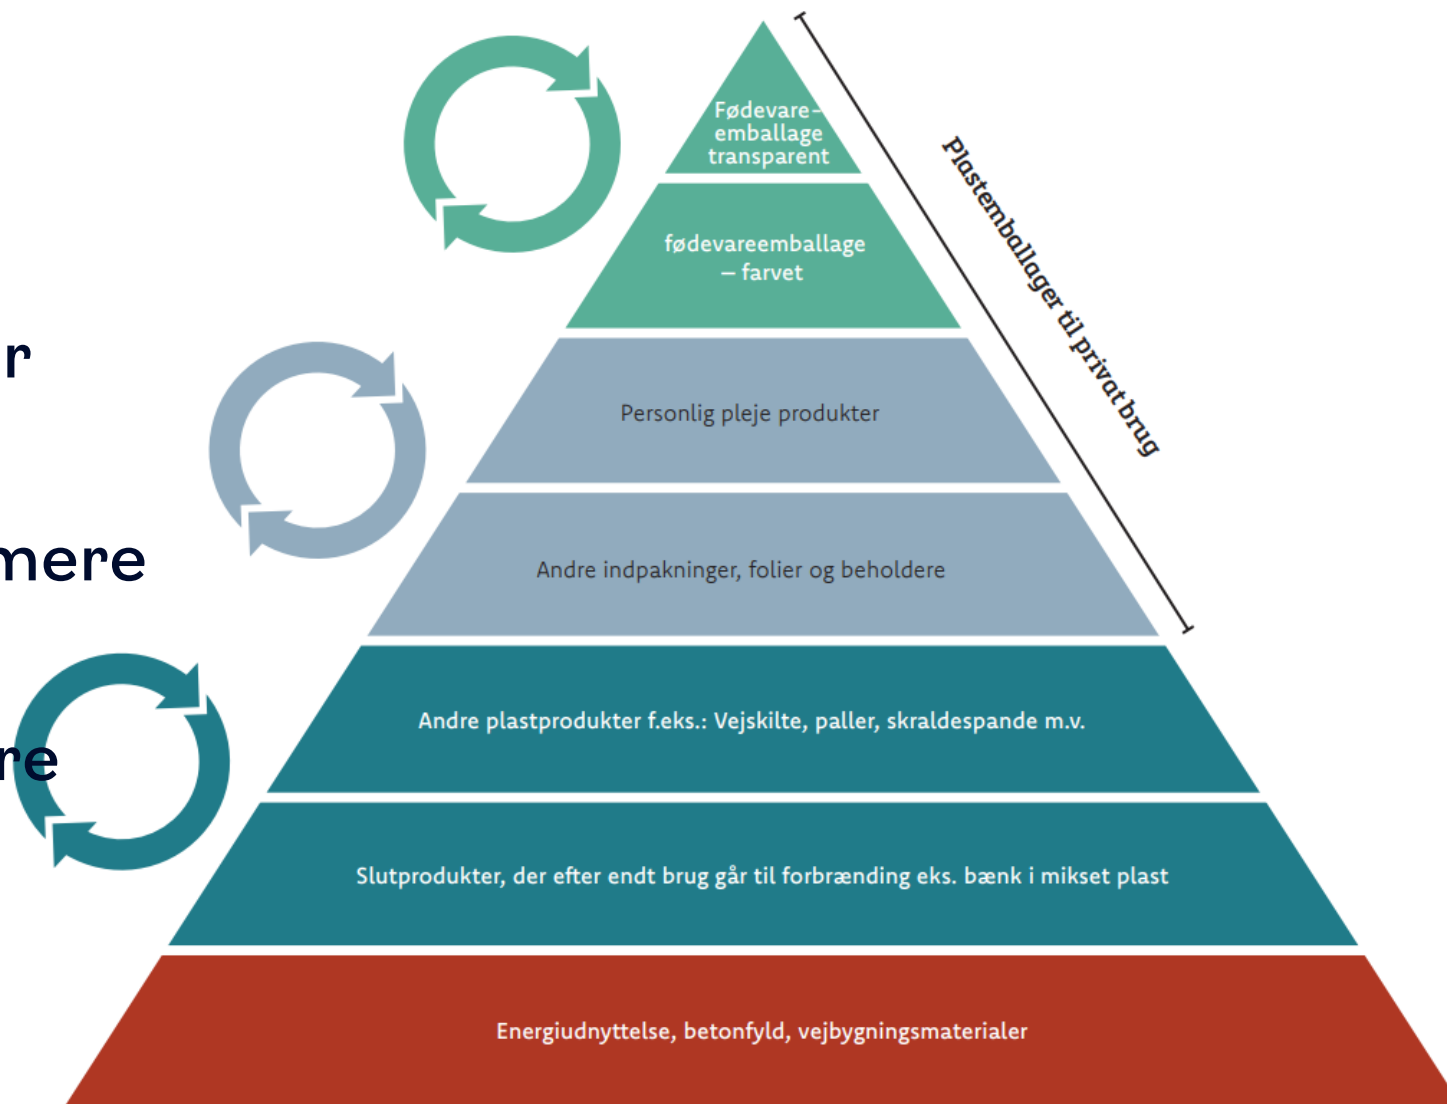 Fødevare-
emballage
transparent
fødevareemballage
– farvet
Plastemballager til privat brug
r
Personlig pleje produkter
mere
Andre indpakninger, folier og beholdere
Andre plastprodukter f.eks.: Vejskilte, paller, skraldespande m.v.
re
Slutprodukter, der efter endt brug går til forbrænding eks. bænk i mikset plast
Energiudnyttelse, betonfyld, vejbygningsmaterialer